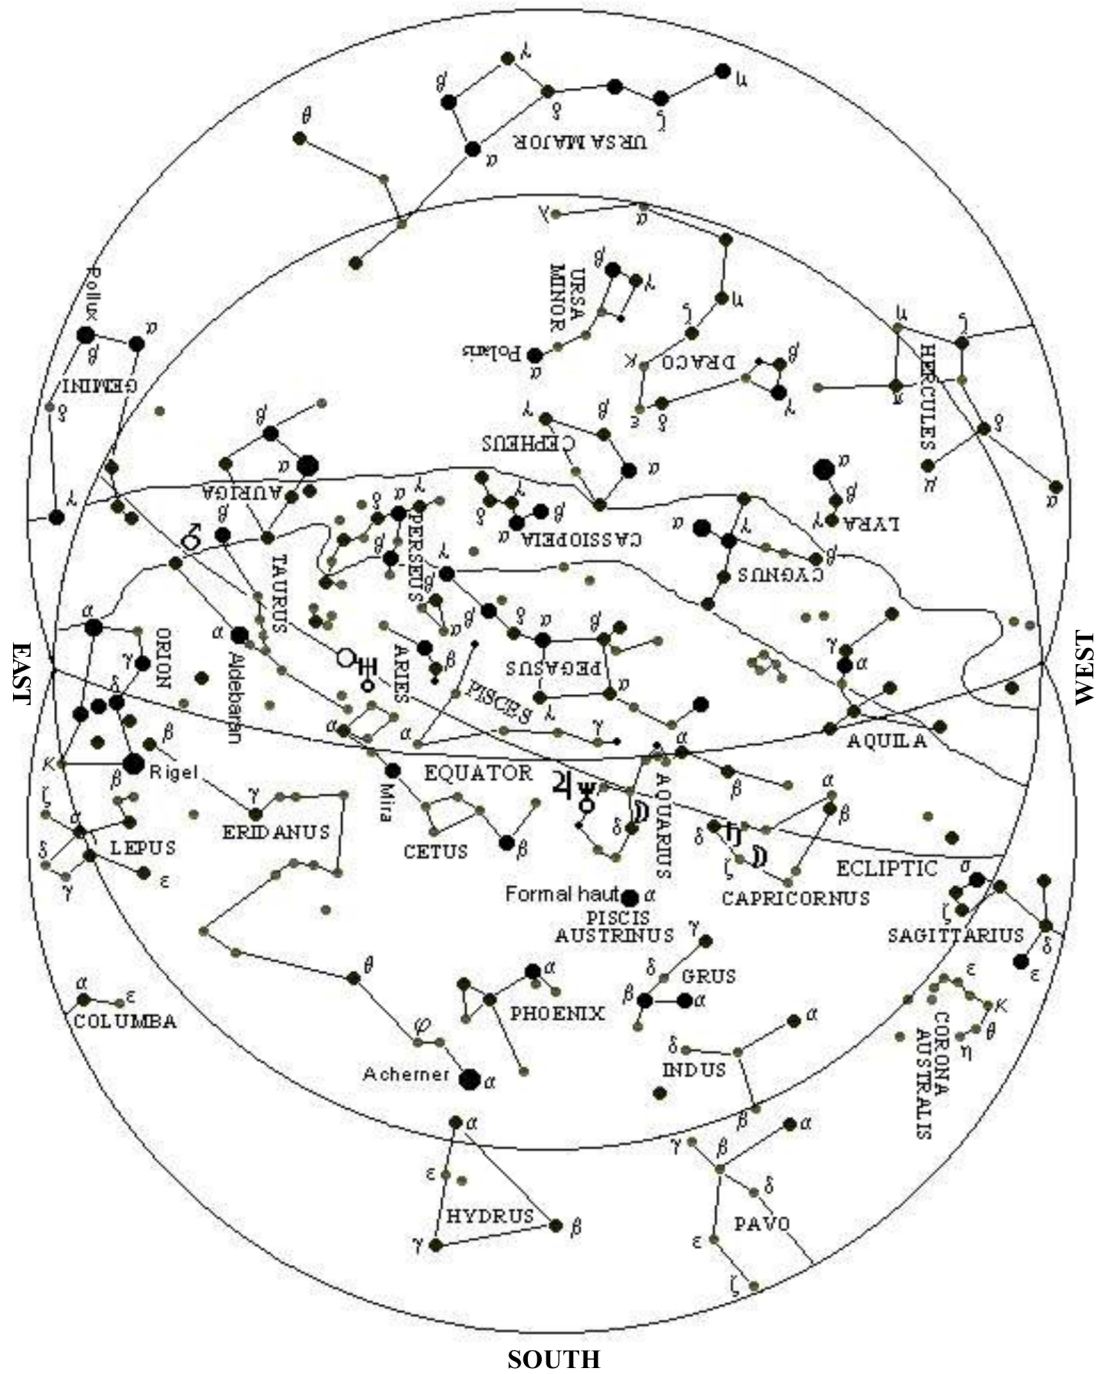 γ
β
η
δ
ζ
θ
URSA MAJOR
α
λ
α
β
γ
URSA
MINOR
η
ζ
Polaris
α
κ
DRACO
β
γ
ε
δ
Pollux
α
β
GEMINI
δ
γ
η
ζ
HERCULES
π
δ
μ
α
β
α
AURIGA
β
γ
β
CEPHEUS
α
δ
α
γ
PERSEUS
β
δ
γ
β
α
CASSIOPEIA
α
β
γ
LYRA
α
γ
β
CYGNUS
♂
TAURUS
α
Aldebaran
α
γ
ORION
δ
κ
β
Rigel
β
γ
β
δ
α
β
α
ARIES
β
PEGASUS
γ
α
PISCES
γ
α
α
♅
EAST
WEST
γ
α
AQUILA
EQUATOR
Mira
♃
♆
AQUARIUS
α
β
ζ
α
δ
LEPUS
γ
ε
γ
ERIDANUS
CETUS
β
δ
δ
♄
ζ
α
β
CAPRICORNUS
ECLIPTIC
Formal haut
α
PISCIS
AUSTRINUS
σ
ζ
SAGITTARIUS
δ
ε
α
ε
COLUMBA
θ
α
PHOENIX
γ
δ
GRUS
β
α
ε
κ
θ
η
CORONA
AUSTRALIS
φ
Achemer
α
α
δ
INDUS
β
α
ε
HYDRUS
γ
β
γ
β
α
δ
PAVO
ε
ζ
SOUTH